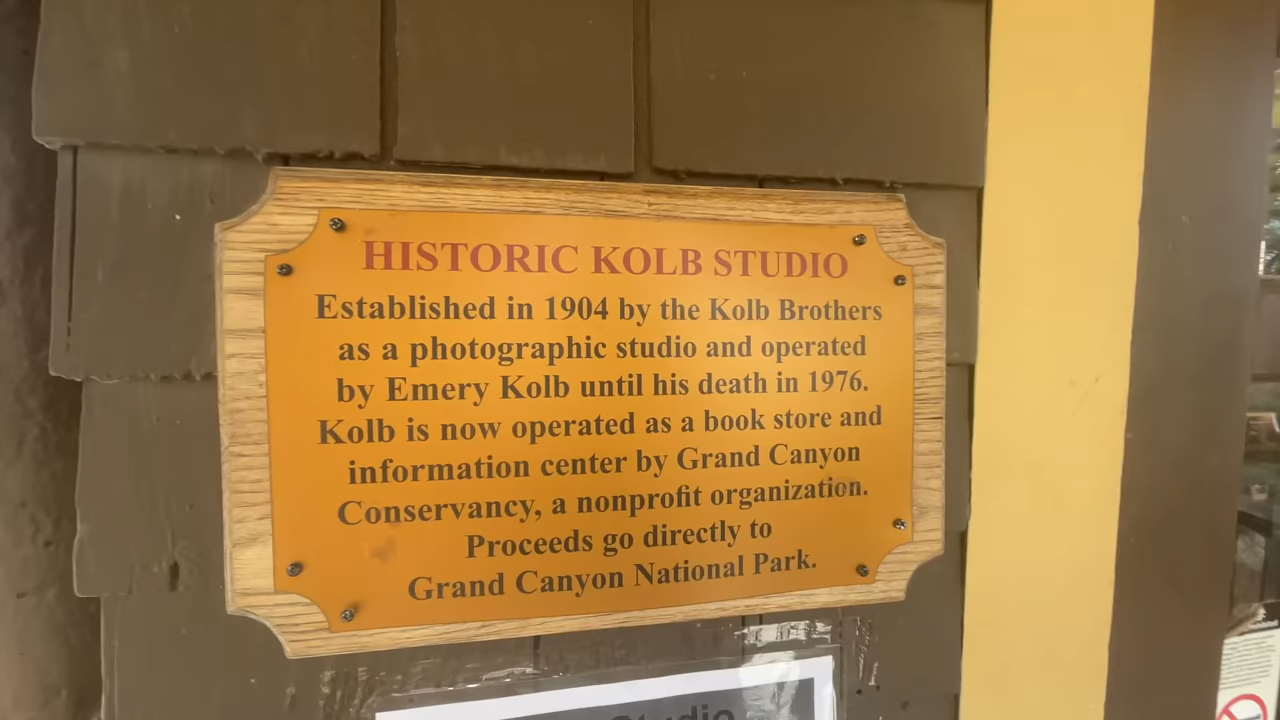 HISTORIC KOLB STUDIO
Established in 1904 by the Kolb Brothers
as a photographic studio and operated
by Emery Kolb until his death in 1976.
Kolb is now operated as a book store and
information center by Grand Canyon
Conservancy, a nonprofit organization.
Proceeds go directly to
Grand Canyon National Park.
Studio